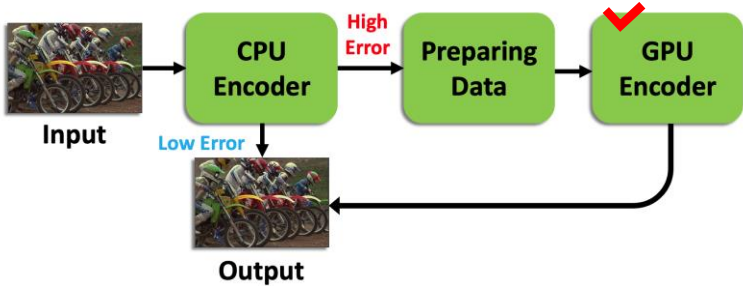 CPU
Encoder
High
Error
Preparing
Data
GPU
Encoder
Input
Low Error
Output